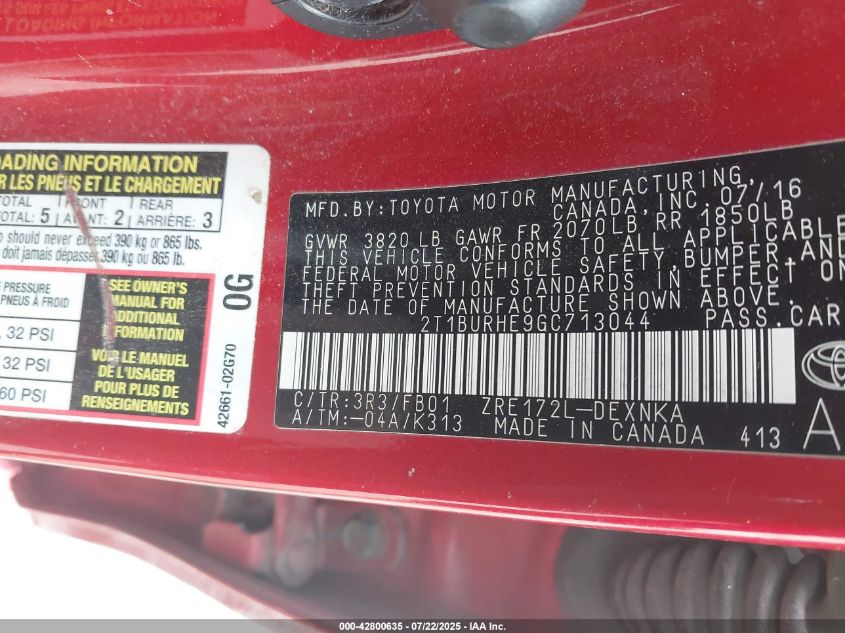 LOADING INFORMATION
OADING INFORMATION
R LES PNEUS ET LE CHARGEMENT
TOTAL FRONT REAR
TOTAL: 5 AVANT: 2 ARRIÈRE: 3
o should never exceed 390 kg or 865 lbs.
doit jamais dépasser 390 kg ou 865 lb.
E PRESSURE
PNEUS À FROID
, 32 PSI
32 PSI
60 PSI
SEE OWNER'S
MANUAL FOR
ADDITIONAL
INFORMATION
VOIR LE MANUEL
DE L'USAGER
POUR PLUS DE
RENSEIGNEMENTS
42661-02G70
0G
MFD.BY:TOYOTA MOTOR MANUFACTURING,
CANADA, INC. 07/16
GVWR 3820 LB GAWR FR 2070LB RR 1850LB
THIS VEHICLE CONFORMS TO ALL APPLICABLE
FEDERAL MOTOR VEHICLE SAFETY,BUMPER,AND
THEFT PREVENTION STANDARDS IN EFFECT ON
THE DATE OF MANUFACTURE SHOWN ABOVE.
2T1BURHE9GC713044 PASS.CAR
C/TR:3R3/FB01 ZRE172L-DEXNKA
A/TM:-04A/K313 MADE IN CANADA 413
A
000-42800635 - 07/22/2025 - IAA Inc.